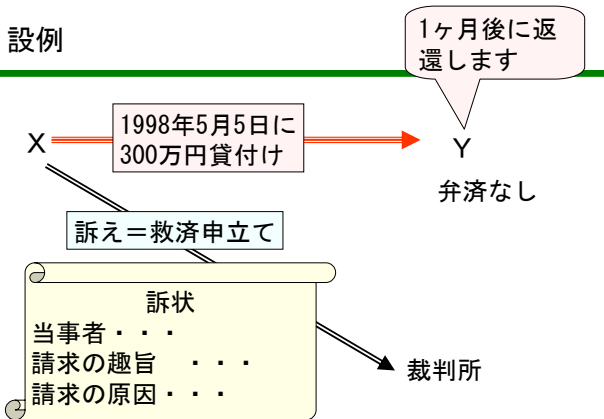 設例
1ヶ月後に返
還します
1998年5月5日に
300万円貸付け
X
Y
弁済なし
訴え＝救済申立て
訴状
当事者・・・
請求の趣旨　・・・
請求の原因・・・
裁判所